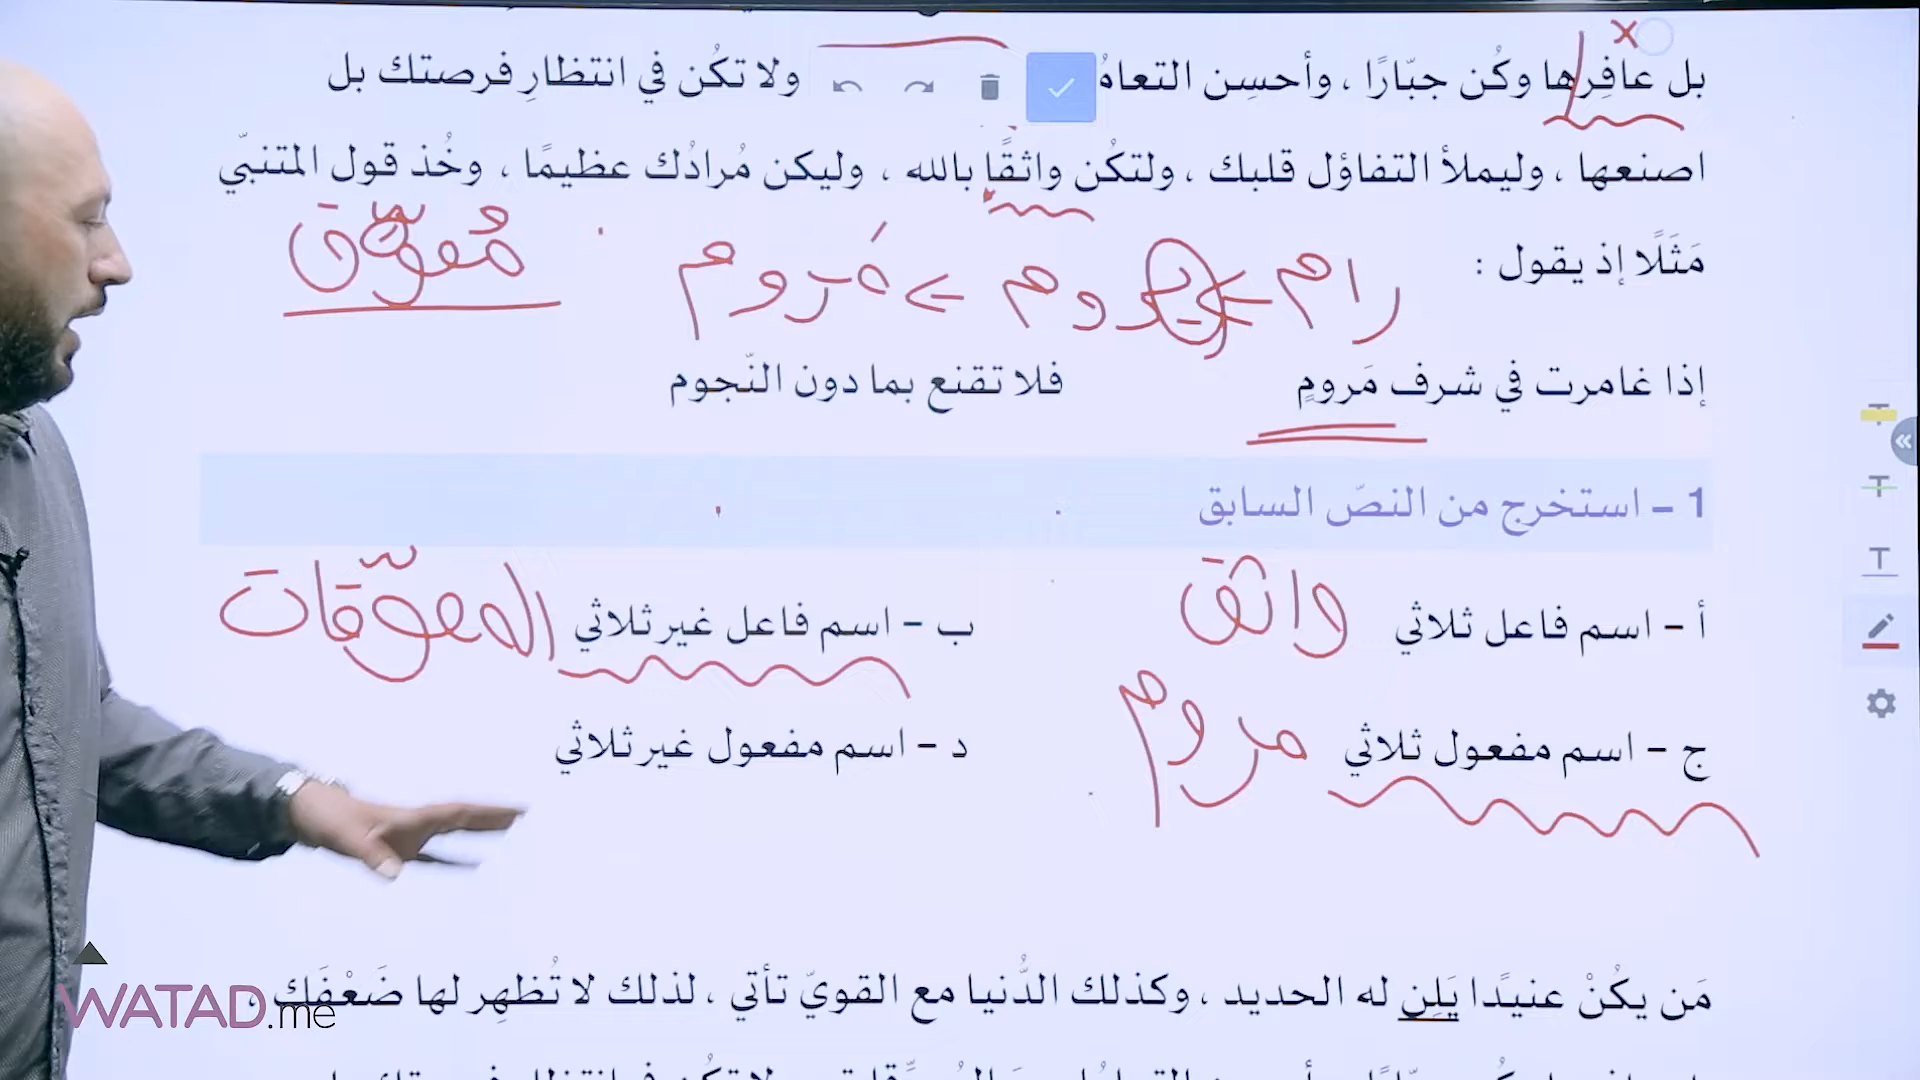 بل عافِرها وكُن جبّارًا ، وأحسِن التعامُ ولا تكُن في انتظارِ فرصتك بل
اصنعها ، وليملأ التفاؤل قلبك ، ولتكُن واثقًا بالله ، وليكن مُرادُك عظيمًا ، وخُذ قول المتنبّي
مَثَلًا إذ يقول :
رام يروم مَروم مُعوّق
إذا غامرت في شرف مَرومٍ فلا تقنع بما دون النّجوم
1 – استخرج من النصّ السابق
أ – اسم فاعل ثلاثي واثق ب – اسم فاعل غير ثلاثي المعوّقات
ج – اسم مفعول ثلاثي مروم د – اسم مفعول غير ثلاثي
مَن يكُنْ عنيدًا يَلِن له الحديد ، وكذلك الدُّنيا مع القويّ تأتي ، لذلك لا تُظهِر لها ضَعْفَك ،
WATAD.me